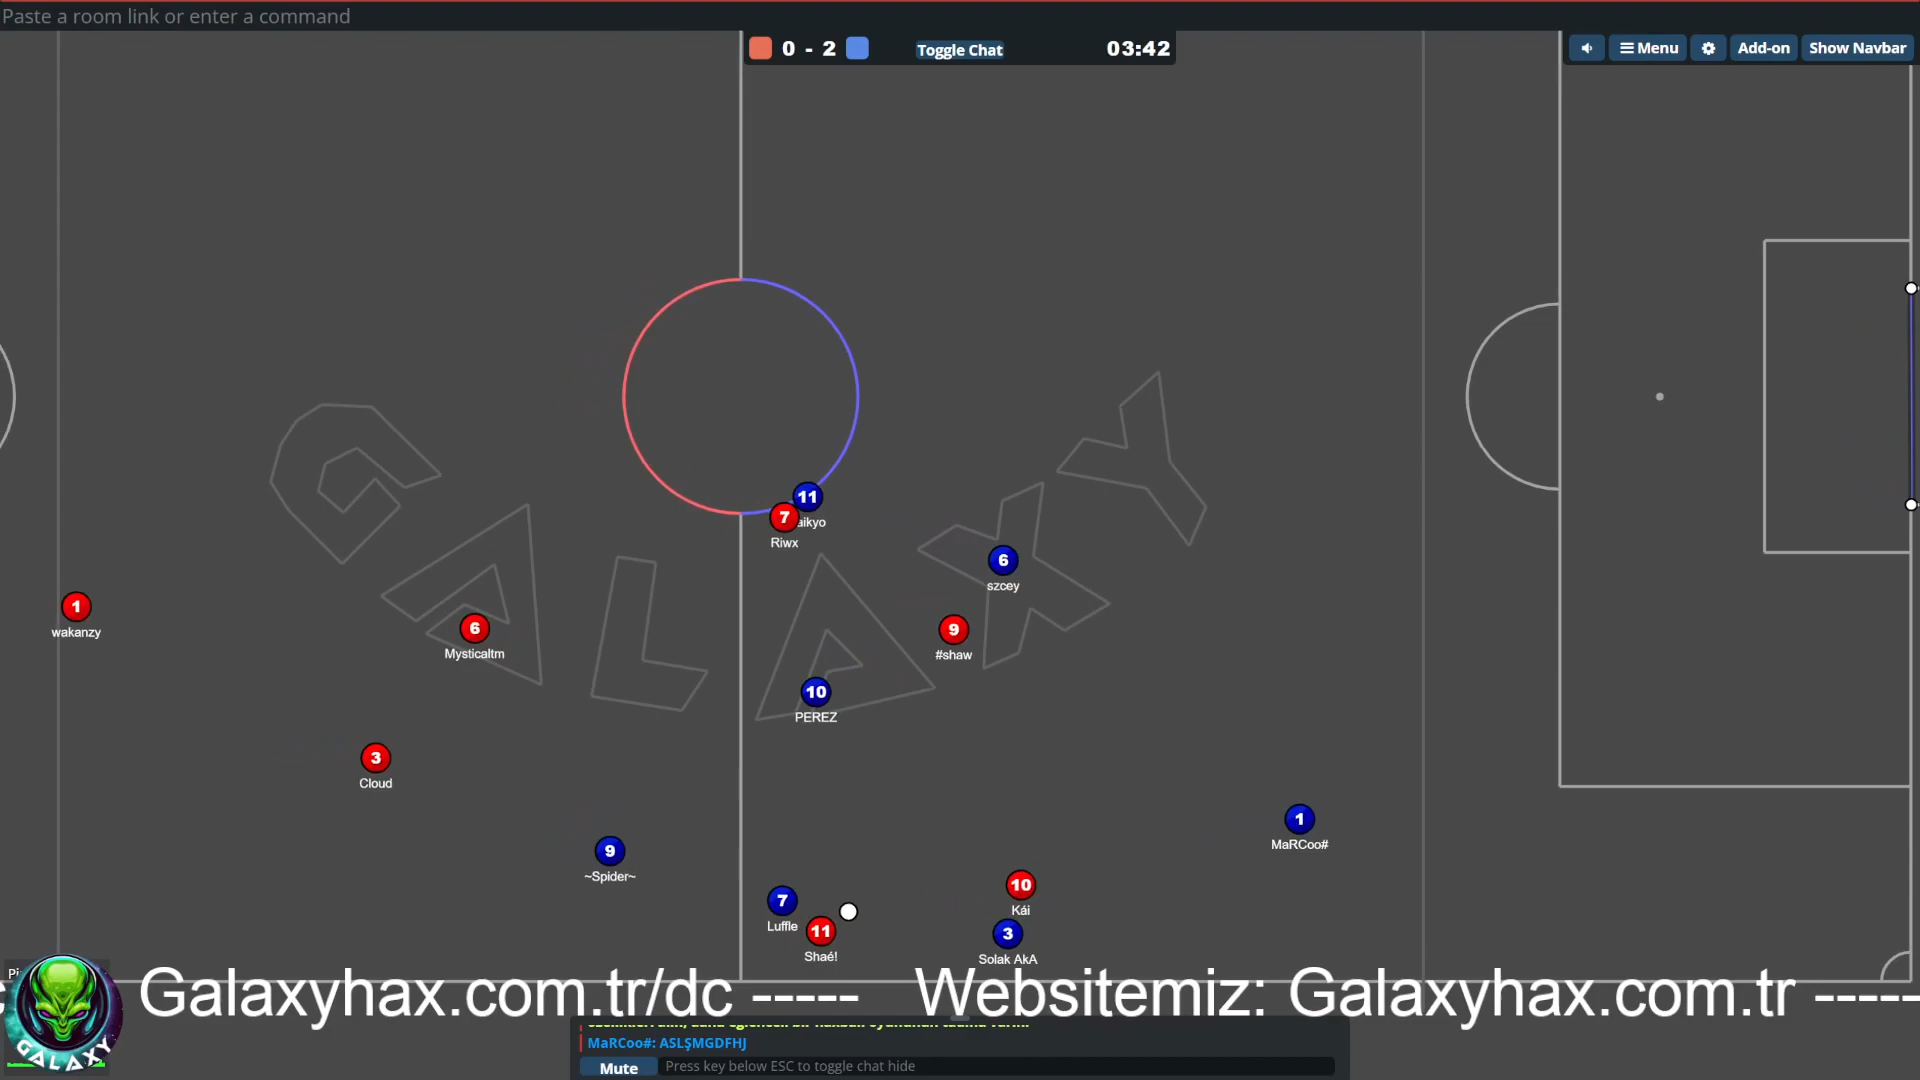 Paste a room link or enter a command
0 - 2 Toggle Chat 03:42
Menu Add-on Show Navbar
GALAXY
11
7 aikyo
Riwx
6
szcey
1
wakanzy
6
Mysticaltm
9
#shaw
10
PEREZ
3
Cloud
1
MaRCoo#
9
~Spider~
10
Kái
7
Luffle
11
Shaé!
3
Solak AkA
Galaxyhax.com.tr/dc ----- Websitemiz: Galaxyhax.com.tr -----
GALAXY
MaRCoo#: ASLŞMGDFHJ
Mute Press key below ESC to toggle chat hide